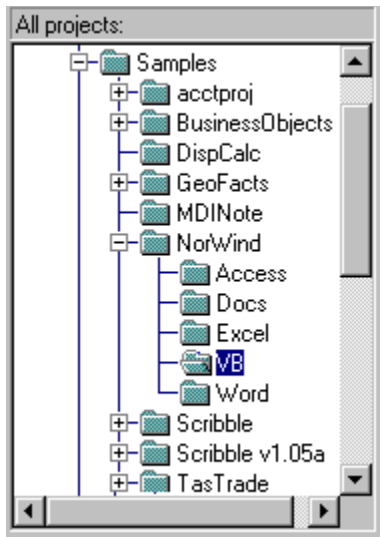 All projects:
Samples
acctproj
BusinessObjects
DispCalc
GeoFacts
MDINote
NorWind
Access
Docs
Excel
VB
Word
Scribble
Scribble v1.05a
TasTrade